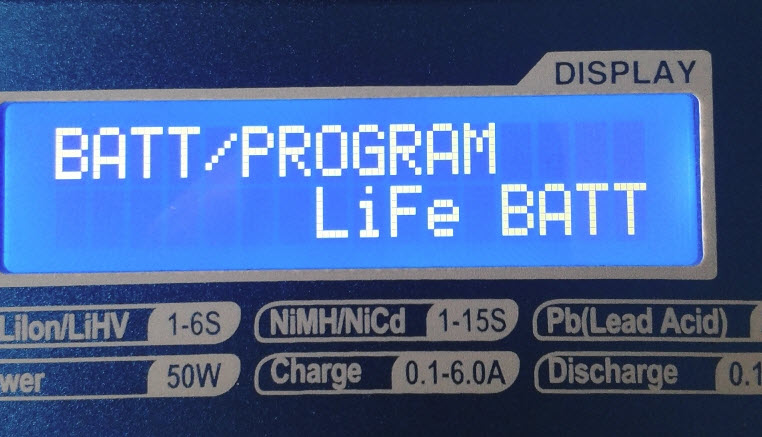 DISPLAY
BATT/PROGRAM
LiFe BATT
LiIon/LiHV 1-6S NiMH/NiCd 1-15S Pb(Lead Acid)
50W Charge 0.1-6.0A Discharge